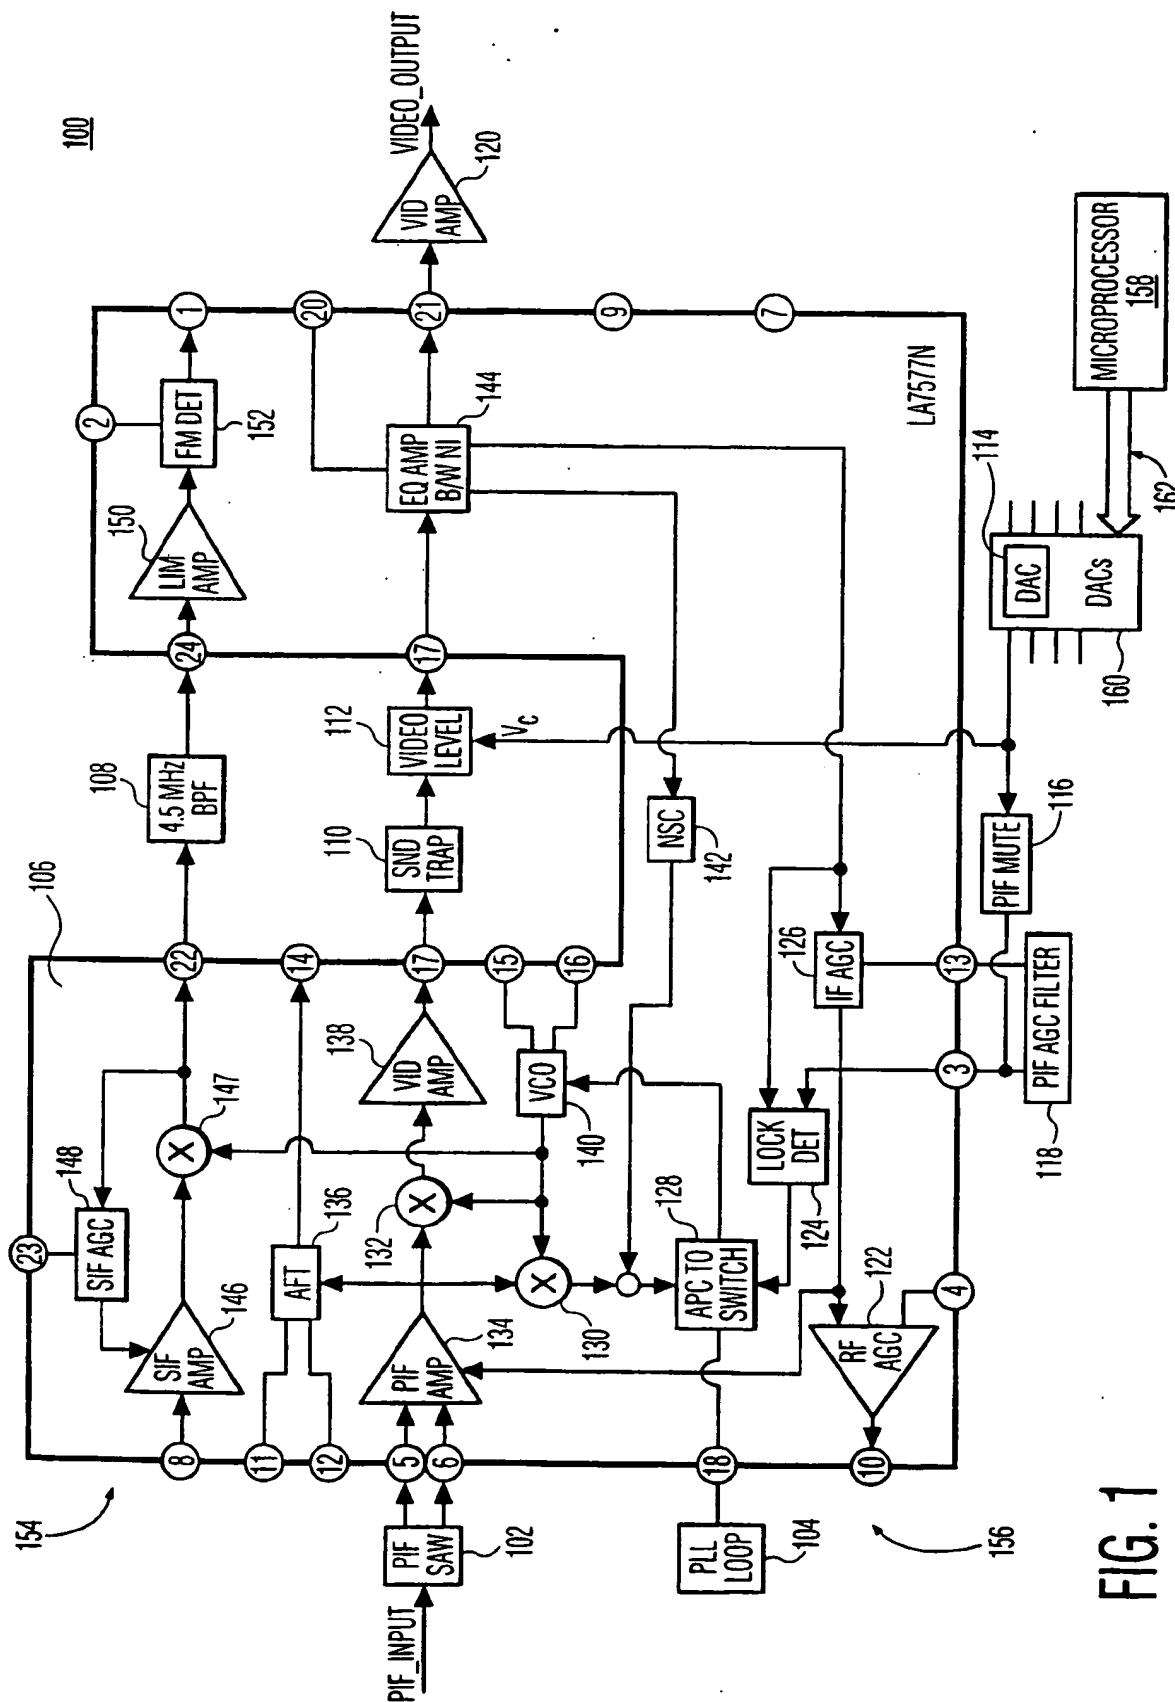 100
106
154
23
148
SIF AGC
147
X
SIF
AMP
146
8
22
108
4.5 MHz
BPF
24
150
LIM
AMP
2
FM DET
152
1
11
12
AFT
136
14
20
PIF_INPUT
PIF
SAW
102
5
6
PIF
AMP
134
132
X
138
VID
AMP
17
110
SND
TRAP
112
VIDEO
LEVEL
VC
17
EQ AMP
B/W NI
144
21
VID
AMP
120
VIDEO_OUTPUT
15
16
VCO
140
X
130
9
NSC
142
PLL
LOOP
104
18
128
APC TO
SWITCH
LOCK
DET
124
126
IF AGC
7
RF
AGC
122
10
4
3
13
LA7577N
156
PIF AGC FILTER
118
PIF MUTE
116
DAC
114
DACs
160
162
MICROPROCESSOR
158
FIG. 1